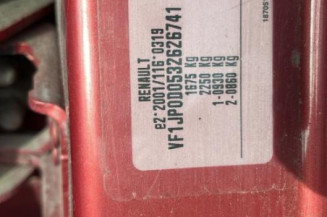 RENAULT
e2-2001/116-0319
VF1JP0D0532626741
1675 Kg
2250 Kg
1-0930 Kg
2-0860 Kg